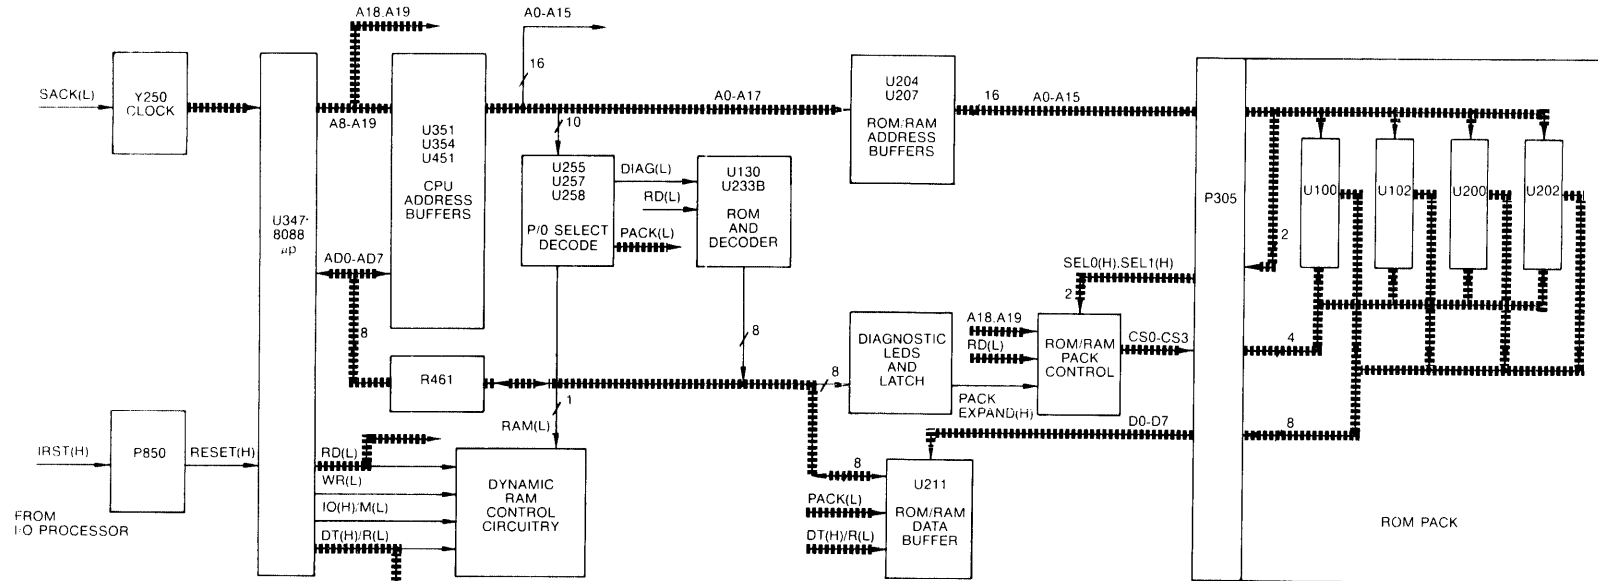 A18.A19
A0-A15
16
SACK(L)
Y250
CLOCK
A8-A19
U351
U354
U451
CPU
ADDRESS
BUFFERS
A0-A17
10
U204
U207
ROM/RAM
ADDRESS
BUFFERS
16
A0-A15
P305
U100
U102
U200
U202
2
U347
8088
µp
AD0-AD7
8
U255
U257
U258
P/O SELECT
DECODE
DIAG(L)
RD(L)
PACK(L)
U130
U233B
ROM
AND
DECODER
8
SEL0(H).SEL1(H)
2
A18.A19
RD(L)
ROM/RAM
PACK
CONTROL
CS0-CS3
4
DIAGNOSTIC
LEDS
AND
LATCH
8
PACK
EXPAND(H)
R461
1
RAM(L)
D0-D7
8
IRST(H)
P850
RESET(H)
FROM
I/O PROCESSOR
RD(L)
WR(L)
IO(H)/M(L)
DT(H)/R(L)
DYNAMIC
RAM
CONTROL
CIRCUITRY
8
PACK(L)
DT(H)/R(L)
U211
ROM/RAM
DATA
BUFFER
ROM PACK